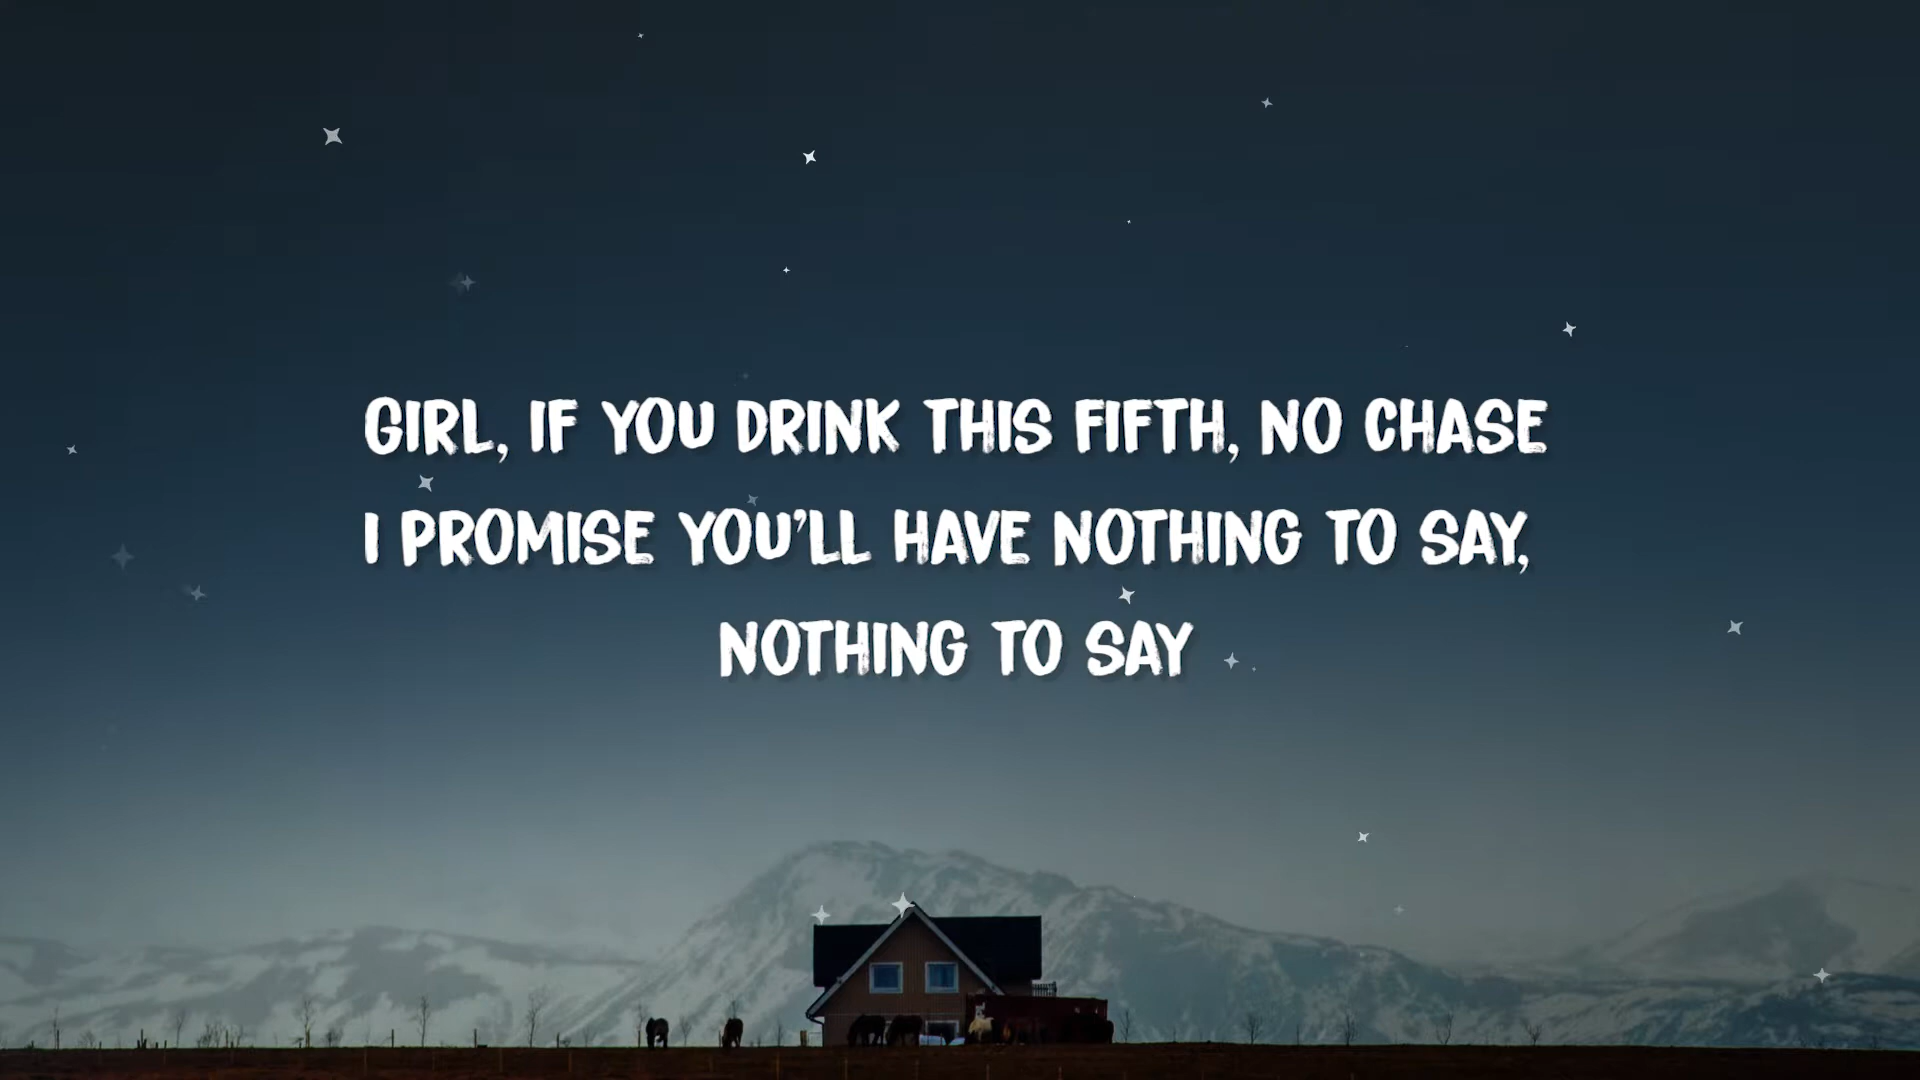 GIRL, IF YOU DRINK THIS FIFTH, NO CHASE
I PROMISE YOU'LL HAVE NOTHING TO SAY,
NOTHING TO SAY